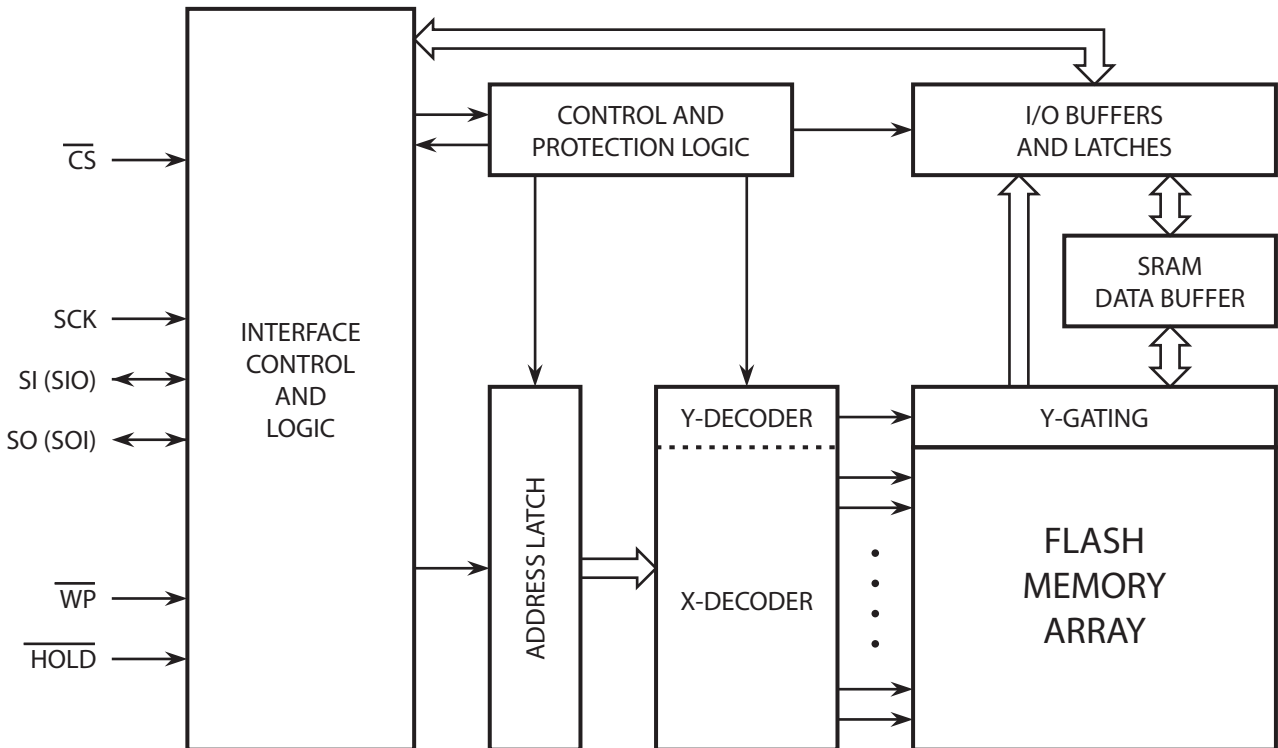 CS
SCK
SI (SIO)
SO (SOI)
WP
HOLD
INTERFACE
CONTROL
AND
LOGIC
CONTROL AND
PROTECTION LOGIC
I/O BUFFERS
AND LATCHES
SRAM
DATA BUFFER
ADDRESS LATCH
Y-DECODER
X-DECODER
Y-GATING
FLASH
MEMORY
ARRAY